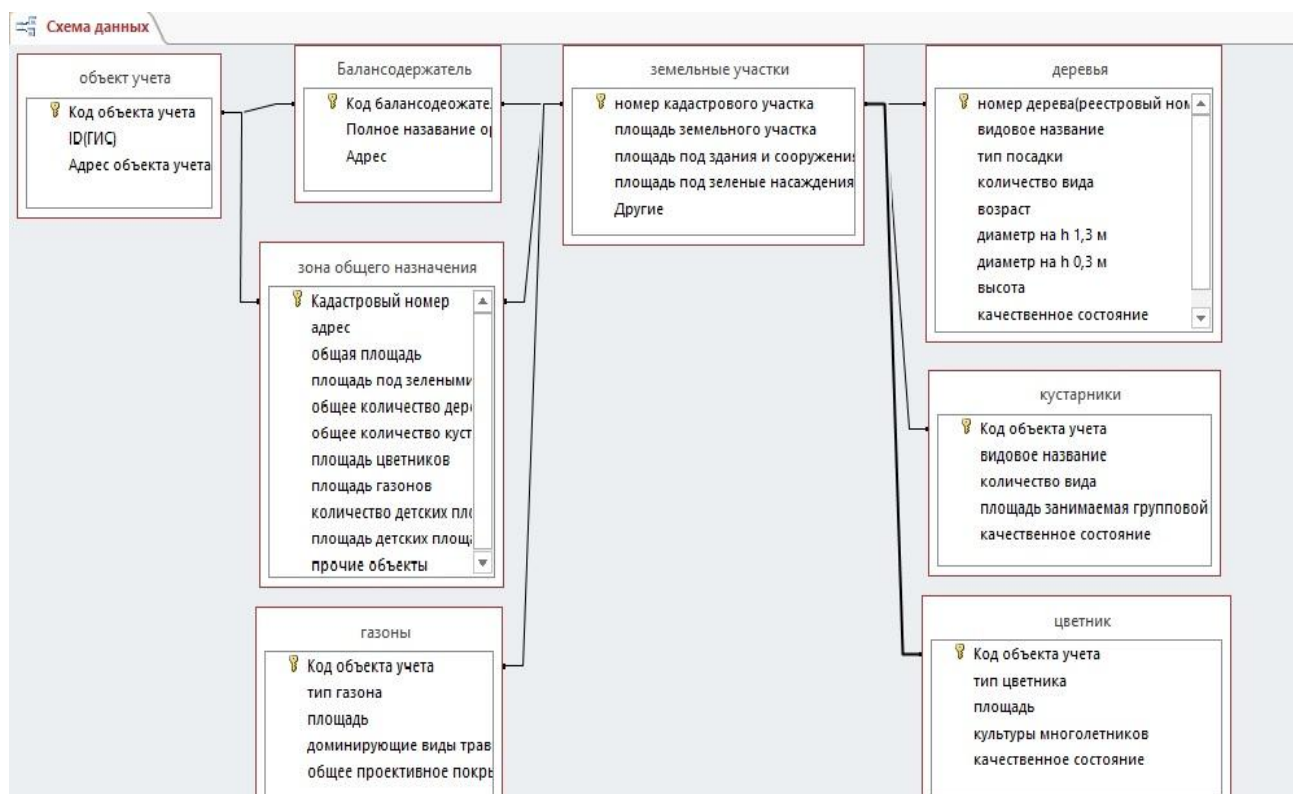 Схема данных
объект учета
Код объекта учета
ID(ГИС)
Адрес объекта учета
Балансодержатель
Код балансодеожате
Полное назавание ор
Адрес
земельные участки
номер кадастрового участка
площадь земельного участка
площадь под здания и сооружения
площадь под зеленые насаждения
Другие
деревья
номер дерева(реестровый ном
видовое название
тип посадки
количество вида
возраст
диаметр на h 1,3 м
диаметр на h 0,3 м
высота
качественное состояние
зона общего назначения
Кадастровый номер
адрес
общая площадь
площадь под зелеными
общее количество дер
общее количество куст
площадь цветников
площадь газонов
количество детских пло
площадь детских площа
прочие объекты
кустарники
Код объекта учета
видовое название
количество вида
площадь занимаемая групповой
качественное состояние
газоны
Код объекта учета
тип газона
площадь
доминирующие виды трав
общее проективное покры
цветник
Код объекта учета
тип цветника
площадь
культуры многолетников
качественное состояние